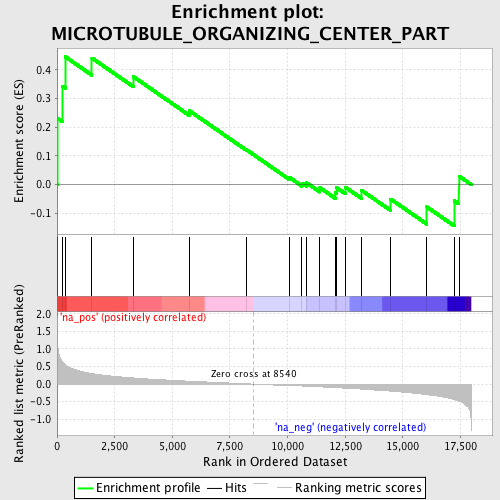 Enrichment plot:
MICROTUBULE_ORGANIZING_CENTER_PART
Enrichment score (ES)
0.4
0.3
0.2
0.1
0.0
-0.1
'na_pos' (positively correlated)
Ranked list metric (PreRanked)
2.0
1.5
1.0
0.5
0.0
-0.5
-1.0
Zero cross at 8540
'na_neg' (negatively correlated)
0 2,500 5,000 7,500 10,000 12,500 15,000 17,500
Rank in Ordered Dataset
Enrichment profile Hits Ranking metric scores